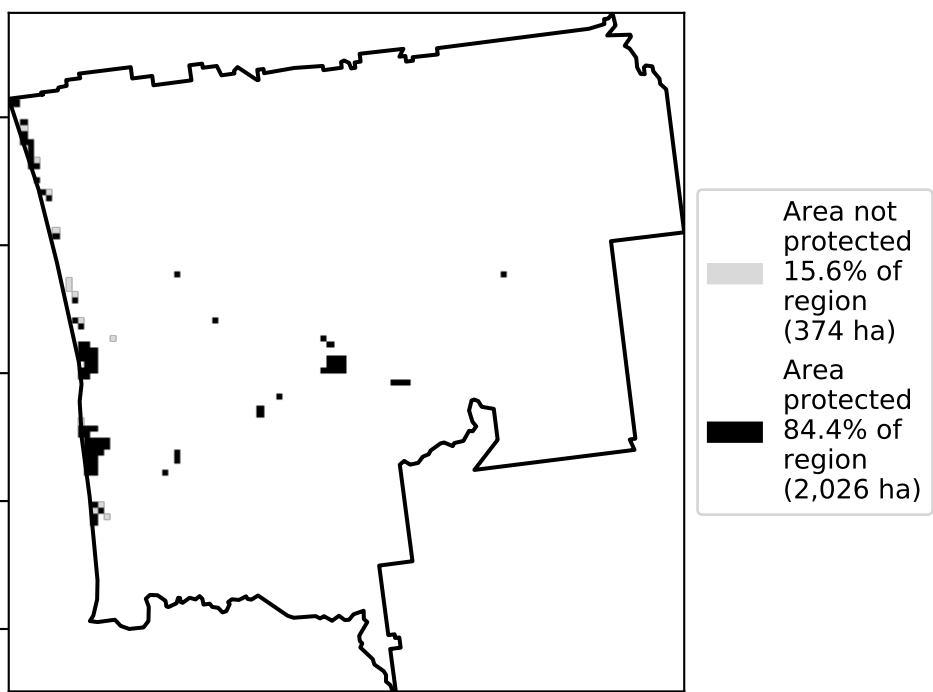 Area not
protected
15.6% of
region
(374 ha)
Area
protected
84.4% of
region
(2,026 ha)